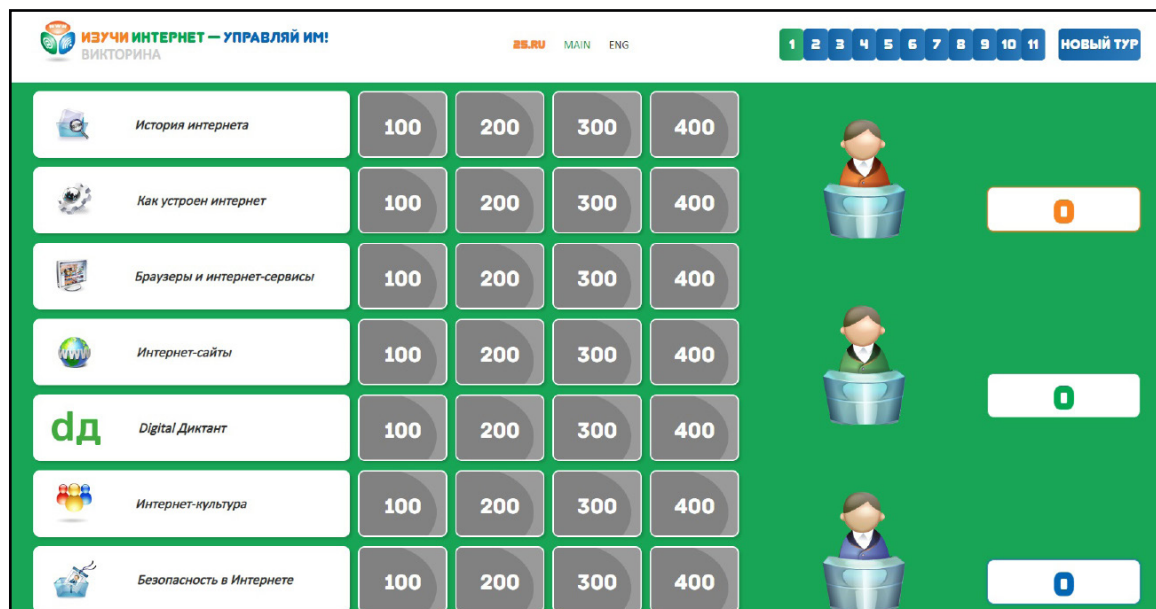 ИЗУЧИ ИНТЕРНЕТ — УПРАВЛЯЙ ИМ!
ВИКТОРИНА
25.RU MAIN ENG
1 2 3 4 5 6 7 8 9 10 11 НОВЫЙ ТУР
История интернета 100 200 300 400
Как устроен интернет 100 200 300 400
0
Браузеры и интернет-сервисы 100 200 300 400
Интернет-сайты 100 200 300 400
0
dд Digital Диктант 100 200 300 400
Интернет-культура 100 200 300 400
Безопасность в Интернете 100 200 300 400
0